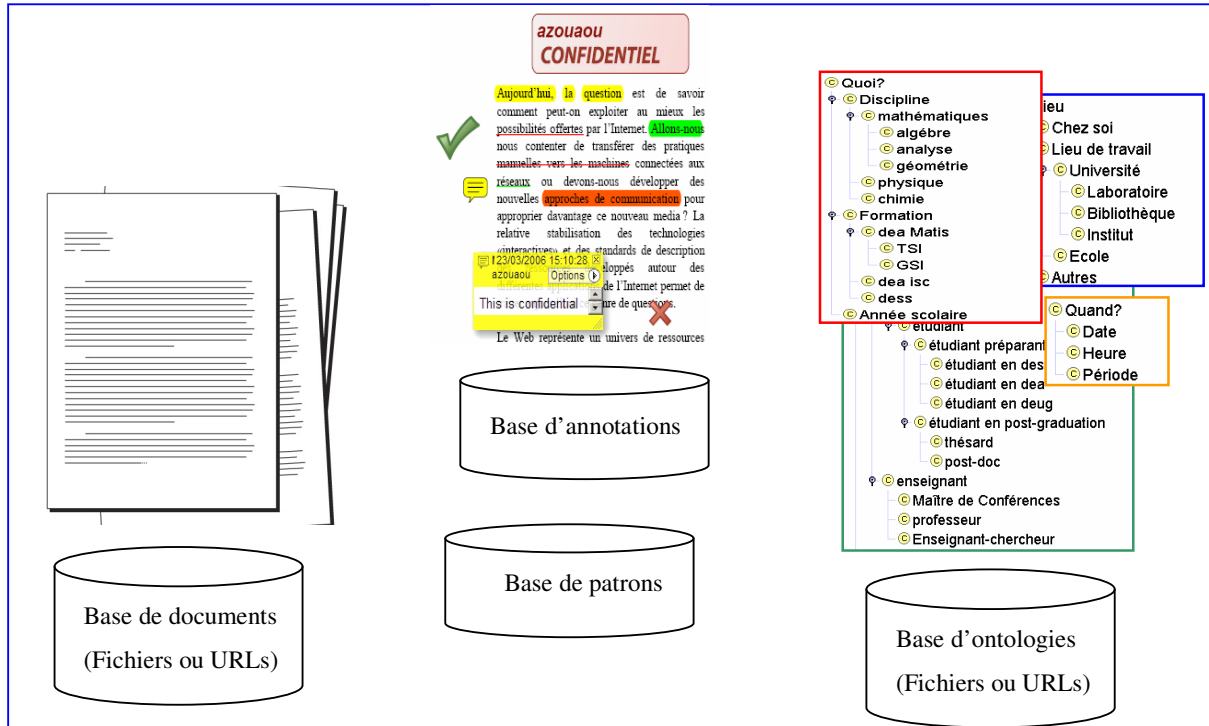 azouaou
CONFIDENTIEL
Aujourd'hui, la question est de savoir
comment peut-on exploiter au mieux les
possibilités offertes par l'Internet. Allons-nous
nous contenter de transférer des pratiques
manuelles vers les machines connectées aux
réseaux ou devons-nous développer des
nouvelles approches de communication pour
approprier davantage ce nouveau media ? La
relative stabilisation des technologies
«interactives» et des standards de description
autour des
de l'Internet permet de
de questions.
Le Web représente un univers de ressources
23/03/2006 15:10:28
azouaou Options
This is confidential
Base d'annotations
Base de patrons
Base de documents
(Fichiers ou URLs)
Quoi?
Discipline
mathématiques
algébre
analyse
géométrie
physique
chimie
Formation
dea Matis
TSI
GSI
dea isc
dess
Année scolaire
ieu
Chez soi
Lieu de travail
Université
Laboratoire
Bibliothèque
Institut
Ecole
Autres
Quand?
Date
Heure
Période
étudiant
étudiant préparant
étudiant en des
étudiant en dea
étudiant en deug
étudiant en post-graduation
thésard
post-doc
enseignant
Maître de Conférences
professeur
Enseignant-chercheur
Base d'ontologies
(Fichiers ou URLs)